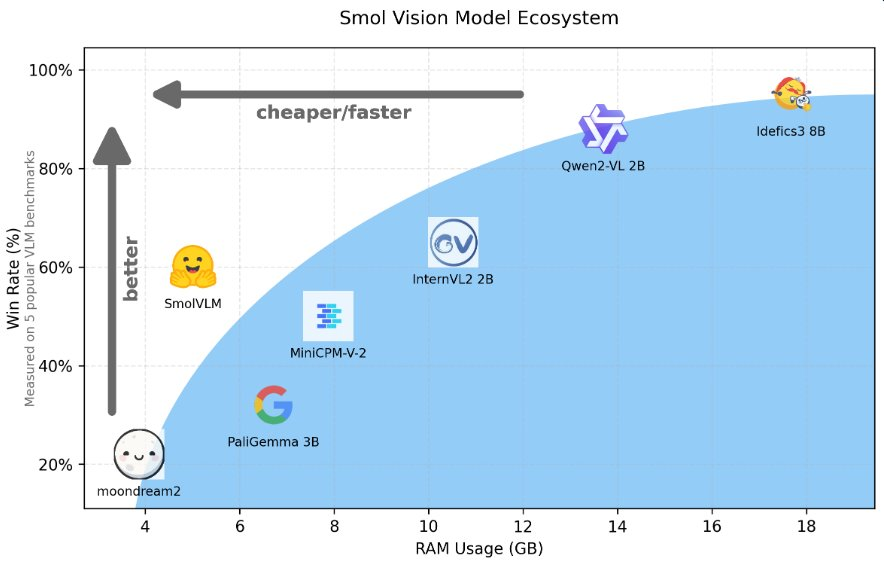 Smol Vision Model Ecosystem
100%
80%
60%
40%
20%
Win Rate (%)
Measured on 5 popular VLM benchmarks
cheaper/faster
better
Idefics3 8B
Qwen2-VL 2B
InternVL2 2B
SmolVLM
MiniCPM-V-2
PaliGemma 3B
moondream2
4 6 8 10 12 14 16 18
RAM Usage (GB)